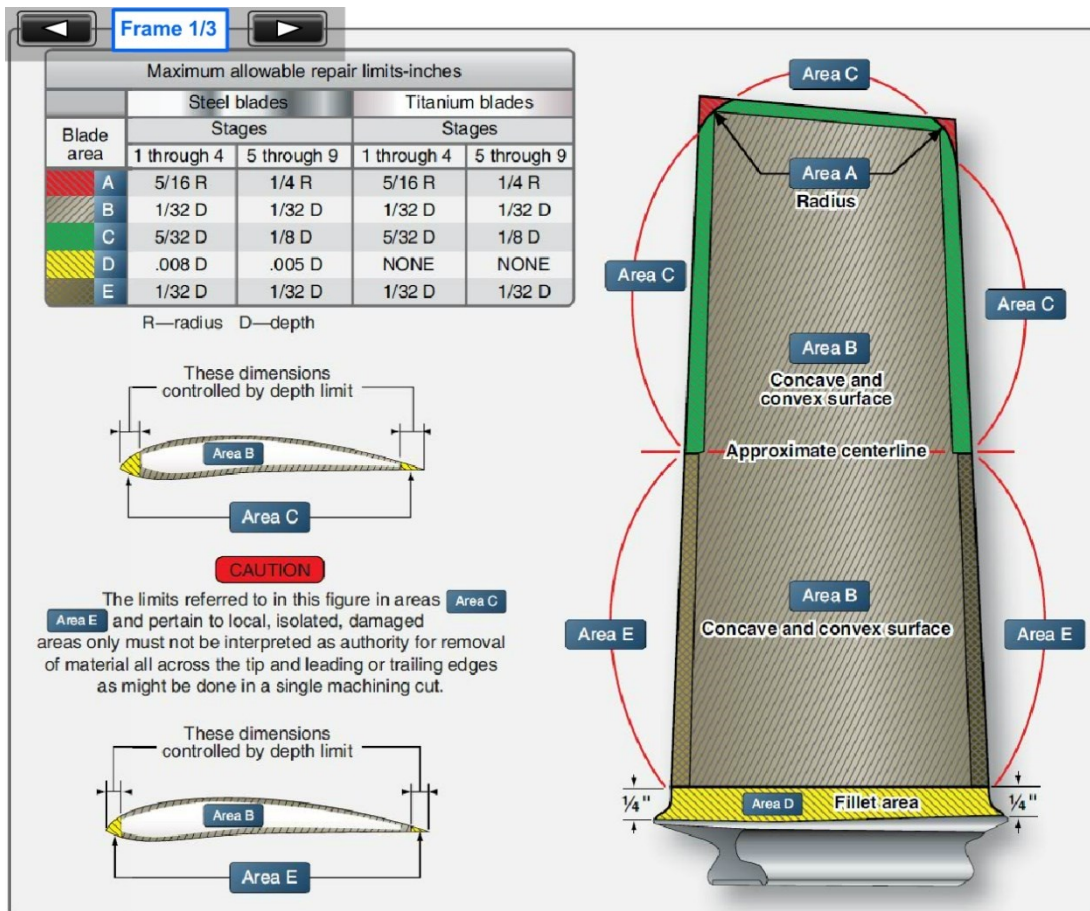 Frame 1/3
Maximum allowable repair limits-inches
Steel blades Titanium blades
Blade area Stages Stages
1 through 4 5 through 9 1 through 4 5 through 9
A 5/16 R 1/4 R 5/16 R 1/4 R
B 1/32 D 1/32 D 1/32 D 1/32 D
C 5/32 D 1/8 D 5/32 D 1/8 D
D .008 D .005 D NONE NONE
E 1/32 D 1/32 D 1/32 D 1/32 D
R—radius D—depth
These dimensions
controlled by depth limit
Area B
Area C
CAUTION
The limits referred to in this figure in areas Area C
Area E and pertain to local, isolated, damaged
areas only must not be interpreted as authority for removal
of material all across the tip and leading or trailing edges
as might be done in a single machining cut.
These dimensions
controlled by depth limit
Area B
Area E
Area C
Area A
Radius
Area C
Area C
Area B
Concave and
convex surface
Approximate centerline
Area B
Concave and convex surface
Area E
Area E
1/4"
Area D
Fillet area
1/4"